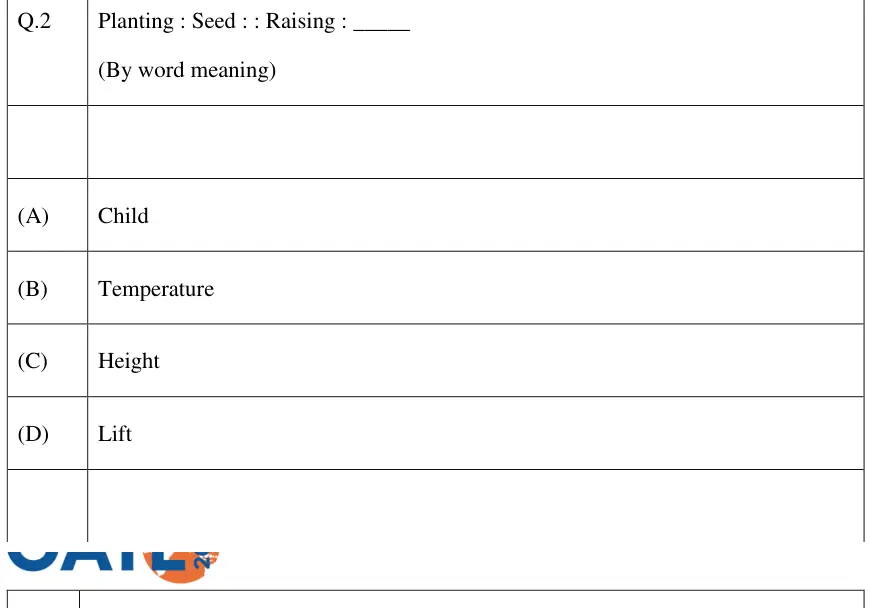 Q.2 Planting : Seed : : Raising : _____
(By word meaning)
(A) Child
(B) Temperature
(C) Height
(D) Lift